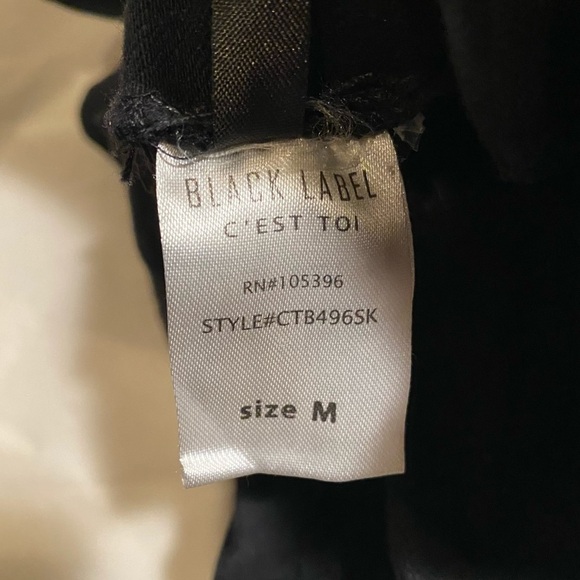 BLACK LABEL
C'EST TOI
RN#105396
STYLE#CTB496SK
size M